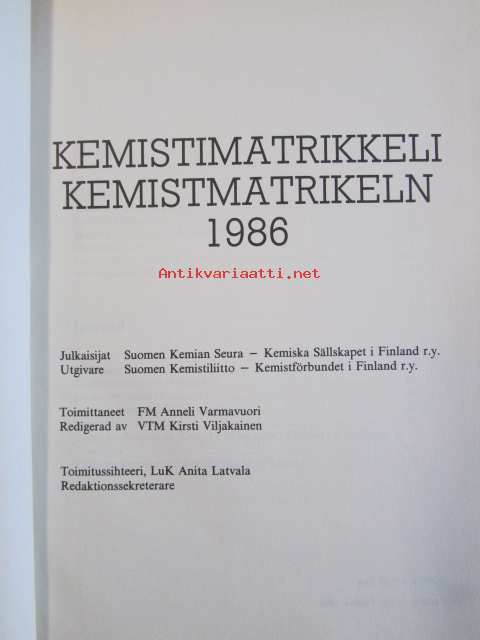 KEMISTIMATRIKKELI
KEMISTMATRIKELN
1986
Antikvariaatti.net
Julkaisijat Suomen Kemian Seura – Kemiska Sällskapet i Finland r.y.
Utgivare Suomen Kemistiliitto – Kemistförbundet i Finland r.y.
Toimittaneet FM Anneli Varmavuori
Redigerad av VTM Kirsti Viljakainen
Toimitussihteeri, LuK Anita Latvala
Redaktionssekreterare